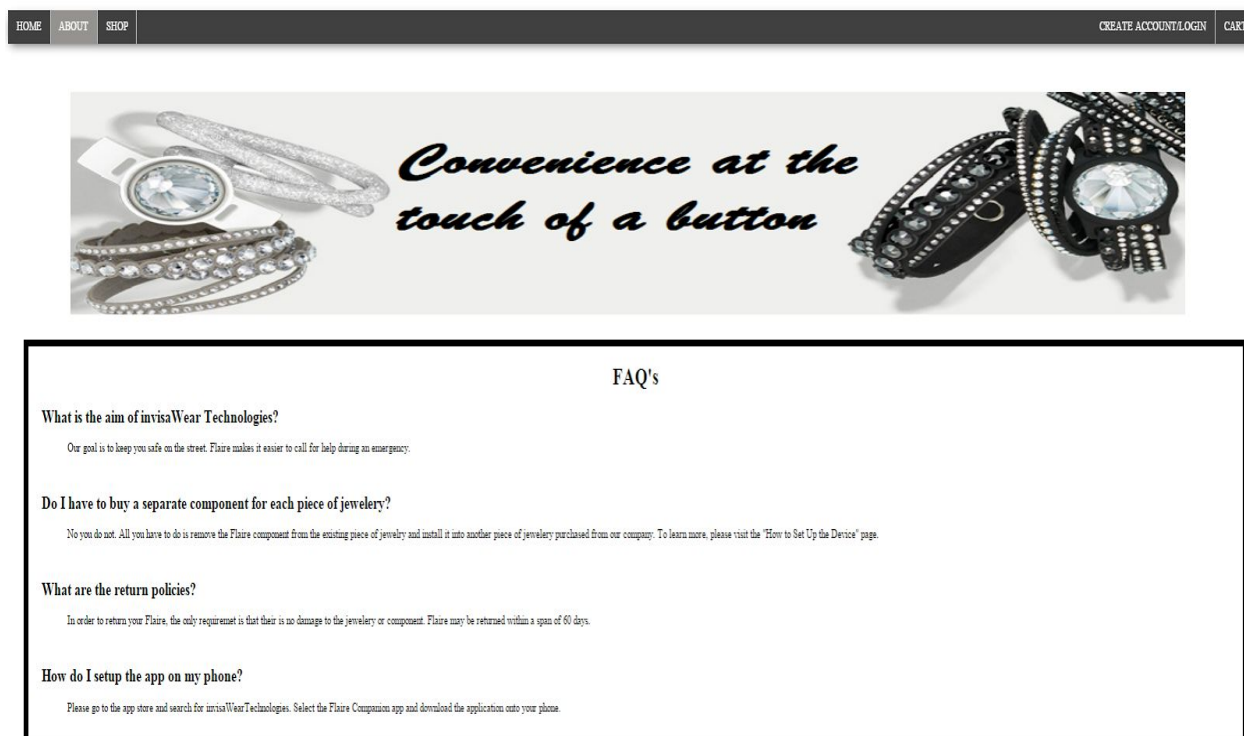 HOME ABOUT SHOP CREATE ACCOUNT/LOGIN CART
Convenience at the
touch of a button
FAQ's
What is the aim of invisaWear Technologies?
Our goal is to keep you safe on the street. Flaire makes it easier to call for help during an emergency.
Do I have to buy a separate component for each piece of jewelery?
No you do not. All you have to do is remove the Flaire component from the existing piece of jewelry and install it into another piece of jewelery purchased from our company. To learn more, please visit the "How to Set Up the Device" page.
What are the return policies?
In order to return your Flaire, the only requiremet is that their is no damage to the jewelery or component. Flaire may be returned within a span of 60 days.
How do I setup the app on my phone?
Please go to the app store and search for invisaWearTechnologies. Select the Flaire Companion app and download the application onto your phone.